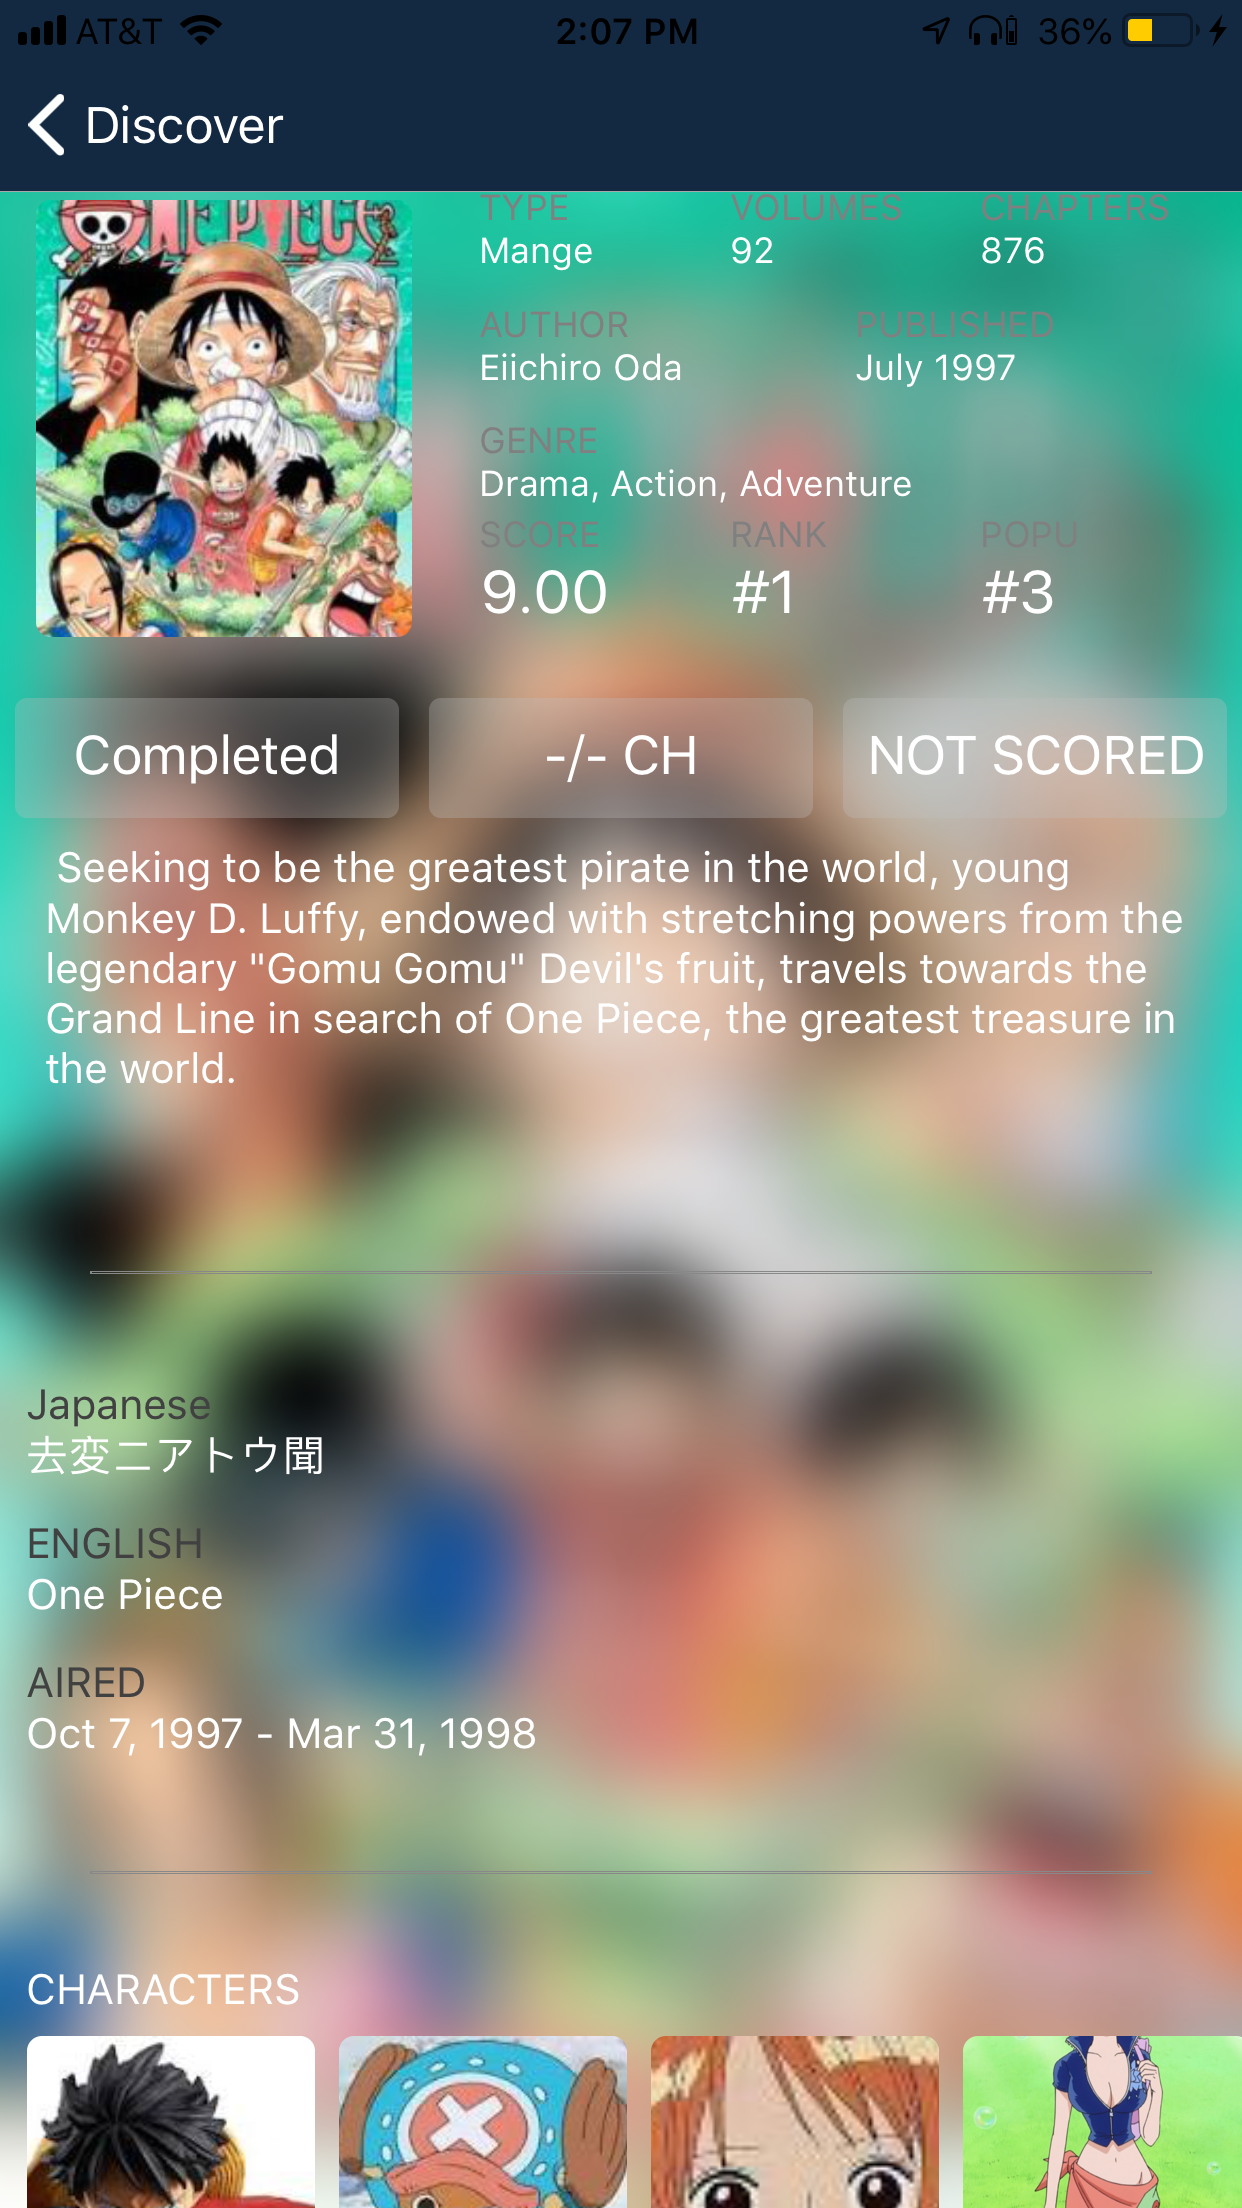 AT&T 2:07 PM 36%
Discover
ONE PIECE
TYPE VOLUMES CHAPTERS
Mange 92 876
AUTHOR PUBLISHED
Eiichiro Oda July 1997
GENRE
Drama, Action, Adventure
SCORE RANK POPU
9.00 #1 #3
Completed -/- CH NOT SCORED
Seeking to be the greatest pirate in the world, young
Monkey D. Luffy, endowed with stretching powers from the
legendary "Gomu Gomu" Devil's fruit, travels towards the
Grand Line in search of One Piece, the greatest treasure in
the world.
Japanese
去変ニアトウ聞
ENGLISH
One Piece
AIRED
Oct 7, 1997 - Mar 31, 1998
CHARACTERS